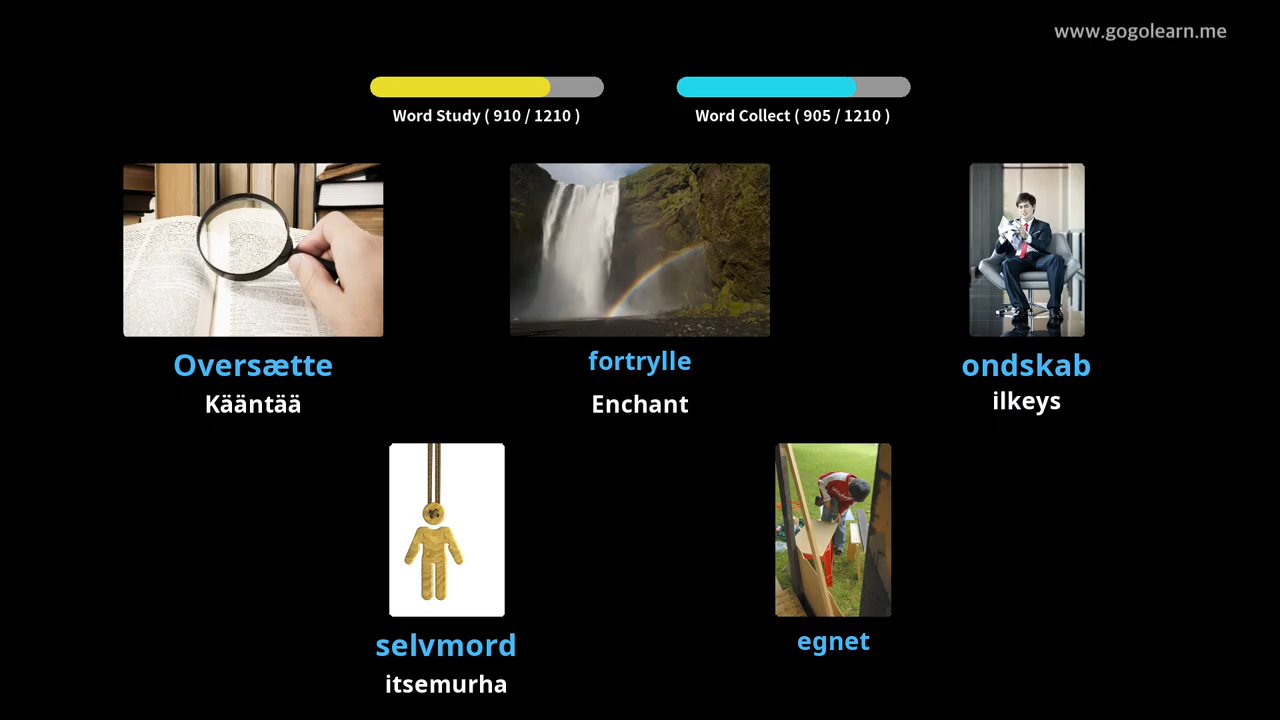 www.gogolearn.me
Word Study ( 910 / 1210 )
Word Collect ( 905 / 1210 )
Oversætte
Kääntää
fortrylle
Enchant
ondskab
ilkeys
selvmord
itsemurha
egnet